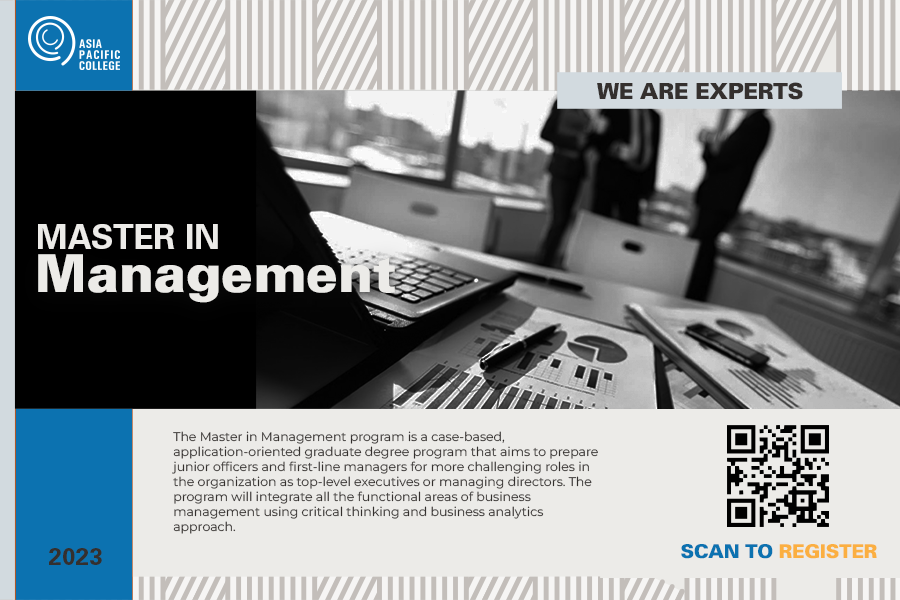 ASIA
PACIFIC
COLLEGE
WE ARE EXPERTS
MASTER IN
Management
The Master in Management program is a case-based,
application-oriented graduate degree program that aims to prepare
junior officers and first-line managers for more challenging roles in
the organization as top-level executives or managing directors. The
program will integrate all the functional areas of business
management using critical thinking and business analytics
approach.
2023
SCAN TO REGISTER